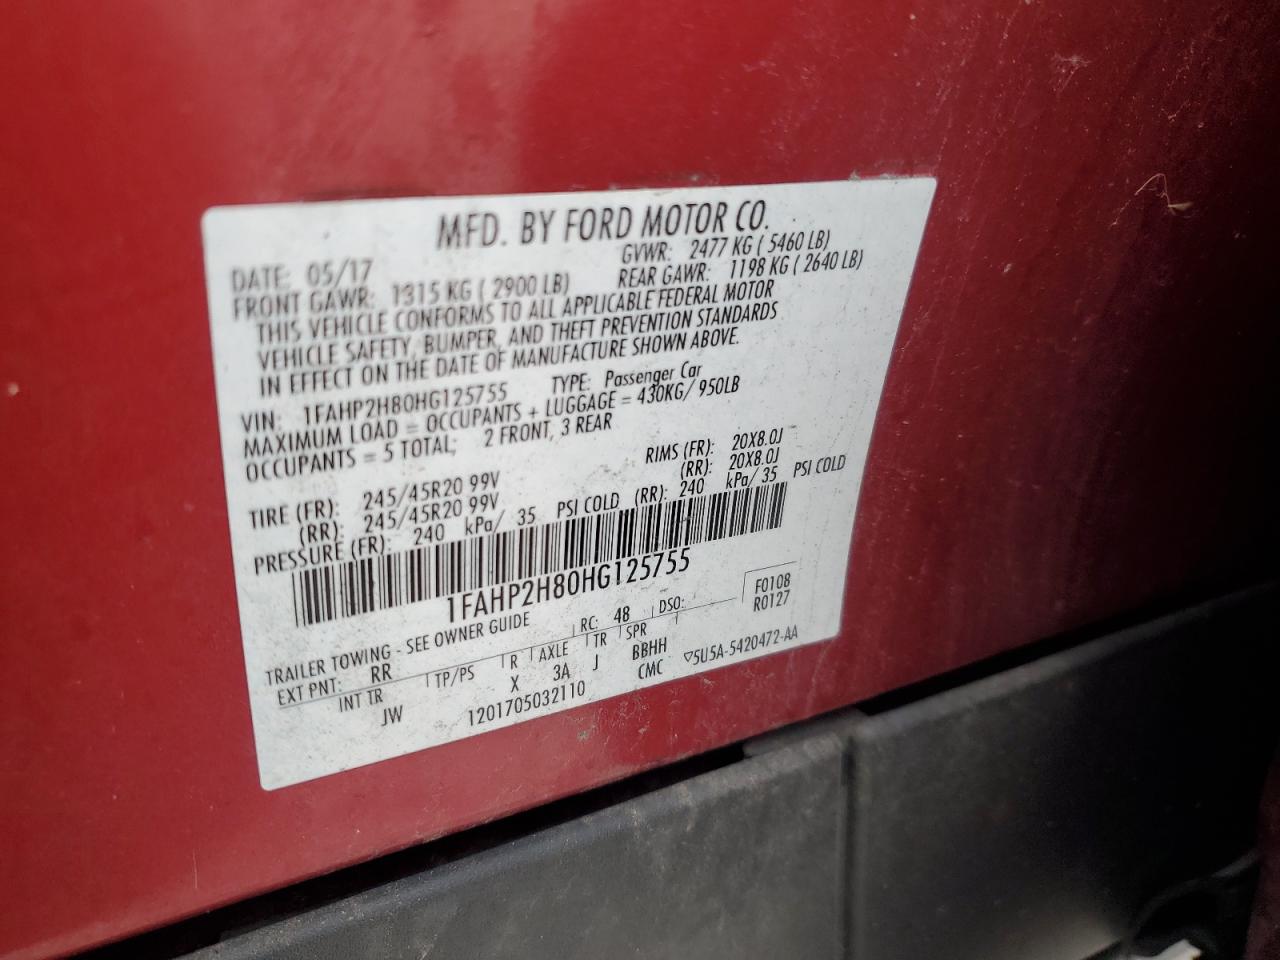 MFD. BY FORD MOTOR CO.
DATE: 05/17 GVWR: 2477 KG ( 5460 LB)
FRONT GAWR: 1315 KG ( 2900 LB) REAR GAWR: 1198 KG ( 2640 LB)
THIS VEHICLE CONFORMS TO ALL APPLICABLE FEDERAL MOTOR
VEHICLE SAFETY, BUMPER, AND THEFT PREVENTION STANDARDS
IN EFFECT ON THE DATE OF MANUFACTURE SHOWN ABOVE.
VIN: 1FAHP2H80HG125755 TYPE: Passenger Car
MAXIMUM LOAD = OCCUPANTS + LUGGAGE = 430KG/ 950LB
OCCUPANTS = 5 TOTAL; 2 FRONT, 3 REAR
TIRE (FR): 245/45R20 99V RIMS (FR): 20X8.0J
(RR): 245/45R20 99V (RR): 20X8.0J
PRESSURE (FR): 240 kPa/ 35 PSI COLD (RR): 240 kPa/ 35 PSI COLD
1FAHP2H80HG125755
TRAILER TOWING - SEE OWNER GUIDE
EXT PNT: RR RC: 48 DSO: F0108
R0127
INT TR TP/PS R AXLE TR SPR
JW X 3A J BBHH
1201705032110 CMC ▽5U5A-5420472-AA